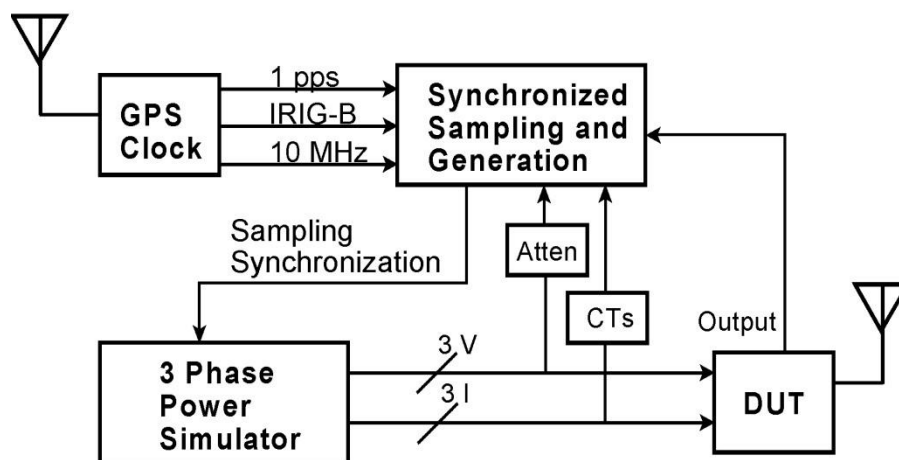 1 pps
IRIG-B
10 MHz
GPS
Clock
Synchronized
Sampling and
Generation
Sampling
Synchronization
Atten
CTs
Output
3 V
3 I
3 Phase
Power
Simulator
DUT